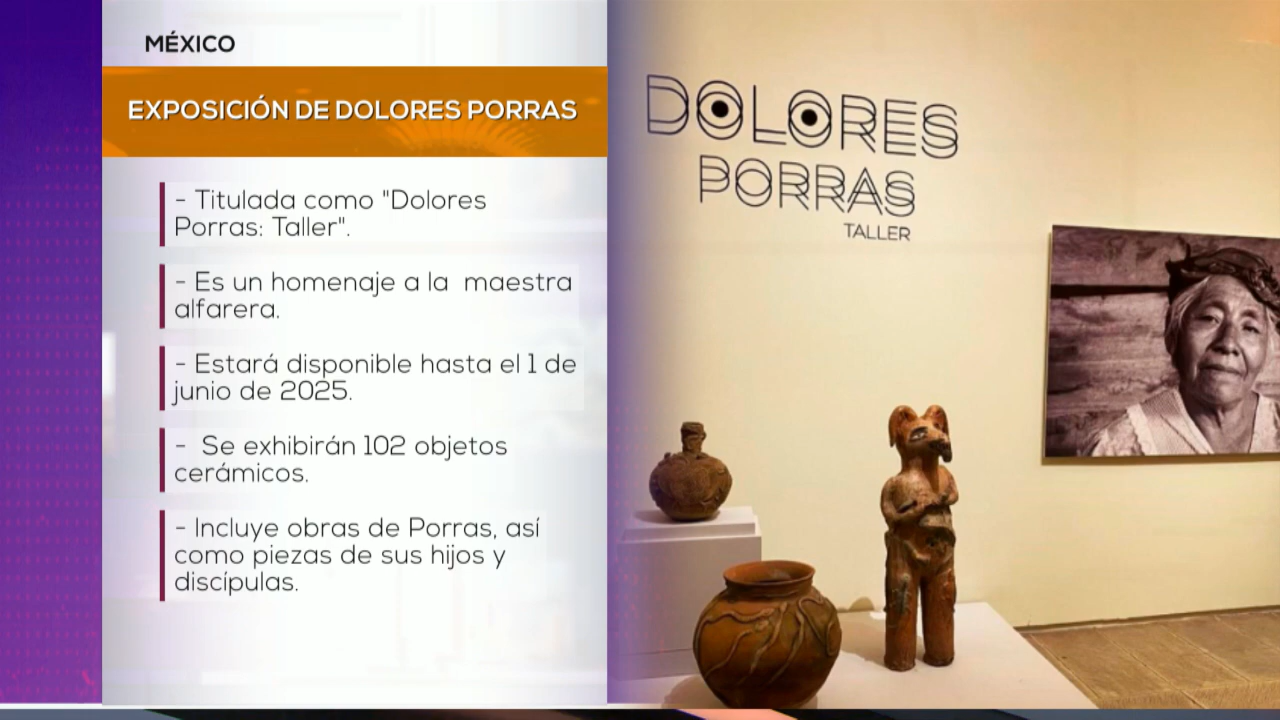 MÉXICO
EXPOSICIÓN DE DOLORES PORRAS
- Titulada como "Dolores
Porras: Taller".
- Es un homenaje a la  maestra
alfarera.
- Estará disponible hasta el 1 de
junio de 2025.
-  Se exhibirán 102 objetos
cerámicos.
- Incluye obras de Porras, así
como piezas de sus hijos y
discípulas.
DOLORES
PORRAS
TALLER